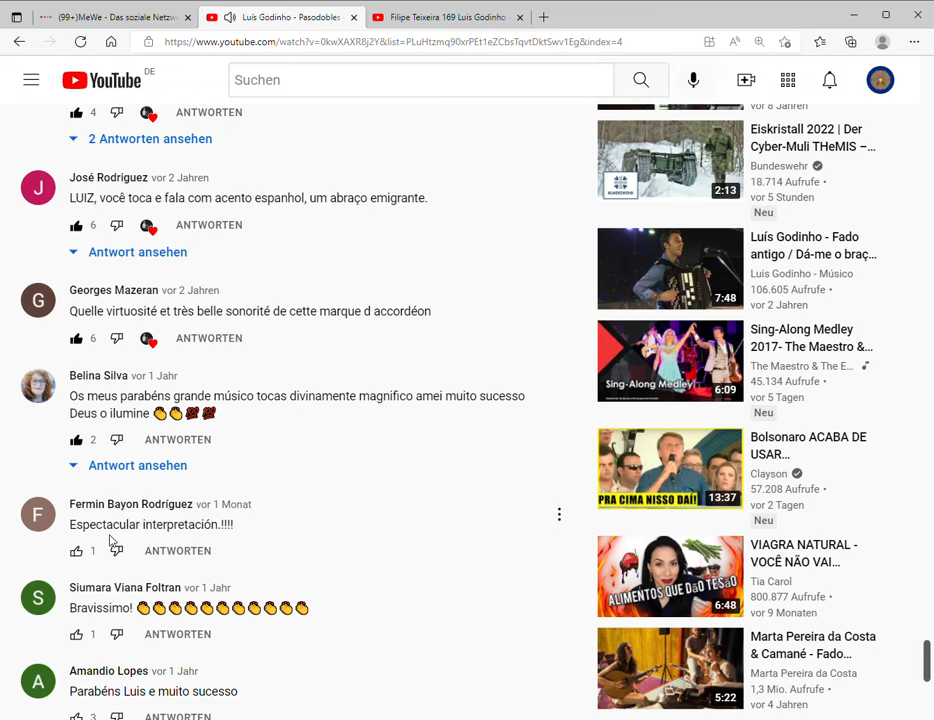 (99+) MeWe - Das soziale Netzw
Luís Godinho - Pasodobles
Filipe Teixeira 169 Luis Godinho
https://www.youtube.com/watch?v=0kwXAXR8j2Y&list=PLuHtzmq90xrPEt1eZCbsTqvtDktSwv1Eg&index=4
YouTube DE
Suchen
4 ANTWORTEN
2 Antworten ansehen
José Rodriguez vor 2 Jahren
LUIZ, você toca e fala com acento espanhol, um abraço emigrante.
6 ANTWORTEN
Antwort ansehen
Georges Mazeran vor 2 Jahren
Quelle virtuosité et très belle sonorité de cette marque d accordéon
6 ANTWORTEN
Belina Silva vor 1 Jahr
Os meus parabéns grande músico tocas divinamente magnifico amei muito sucesso
Deus o ilumine 👏👏💯💯
2 ANTWORTEN
Antwort ansehen
Fermin Bayon Rodríguez vor 1 Monat
Espectacular interpretación.!!!!
1 ANTWORTEN
Siumara Viana Foltran vor 1 Jahr
Bravissimo! 👏👏👏👏👏👏👏👏👏👏👏
1 ANTWORTEN
Amandio Lopes vor 1 Jahr
Parabéns Luis e muito sucesso
3 ANTWORTEN
vor 8 Jahren
BUNDESWEHR
2:13
Eiskristall 2022 | Der
Cyber-Muli THeMIS –...
Bundeswehr
18.714 Aufrufe •
vor 5 Stunden
Neu
7:48
Luís Godinho - Fado
antigo / Dá-me o braç...
Luis Godinho - Músico
106.605 Aufrufe •
vor 2 Jahren
Sing-Along Medley
6:09
Sing-Along Medley
2017- The Maestro &...
The Maestro & The E...
45.134 Aufrufe •
vor 5 Tagen
Neu
PRA CIMA NISSO DAÍ!
13:37
Bolsonaro ACABA DE
USAR...
Clayson
57.208 Aufrufe •
vor 2 Tagen
Neu
ALIMENTOS QUE DãO TESãO
6:48
VIAGRA NATURAL -
VOCÊ NÃO VAI...
Tia Carol
800.877 Aufrufe •
vor 9 Monaten
5:22
Marta Pereira da Costa
& Camané - Fado...
Marta Pereira da Costa
1,3 Mio. Aufrufe •
vor 4 Jahren